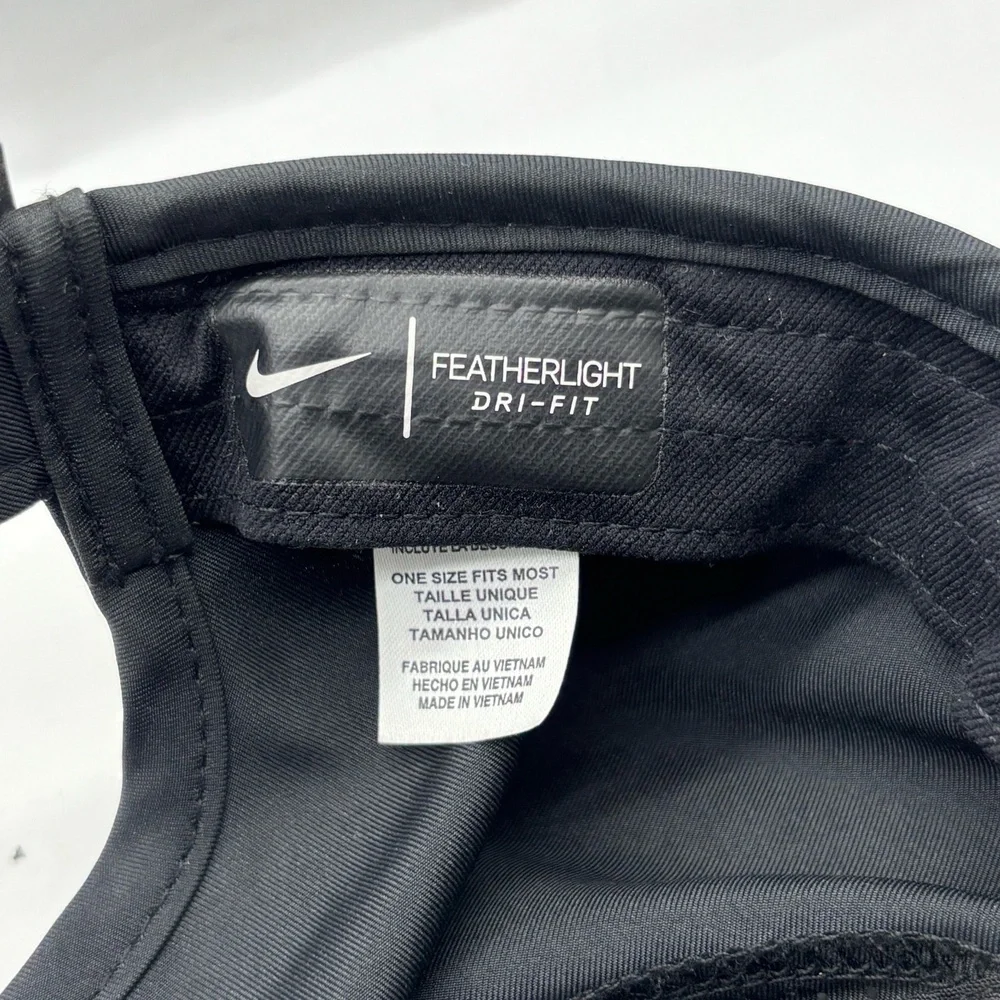 FEATHERLIGHT
DRI-FIT
ONE SIZE FITS MOST
TAILLE UNIQUE
TALLA UNICA
TAMANHO UNICO
FABRIQUE AU VIETNAM
HECHO EN VIETNAM
MADE IN VIETNAM